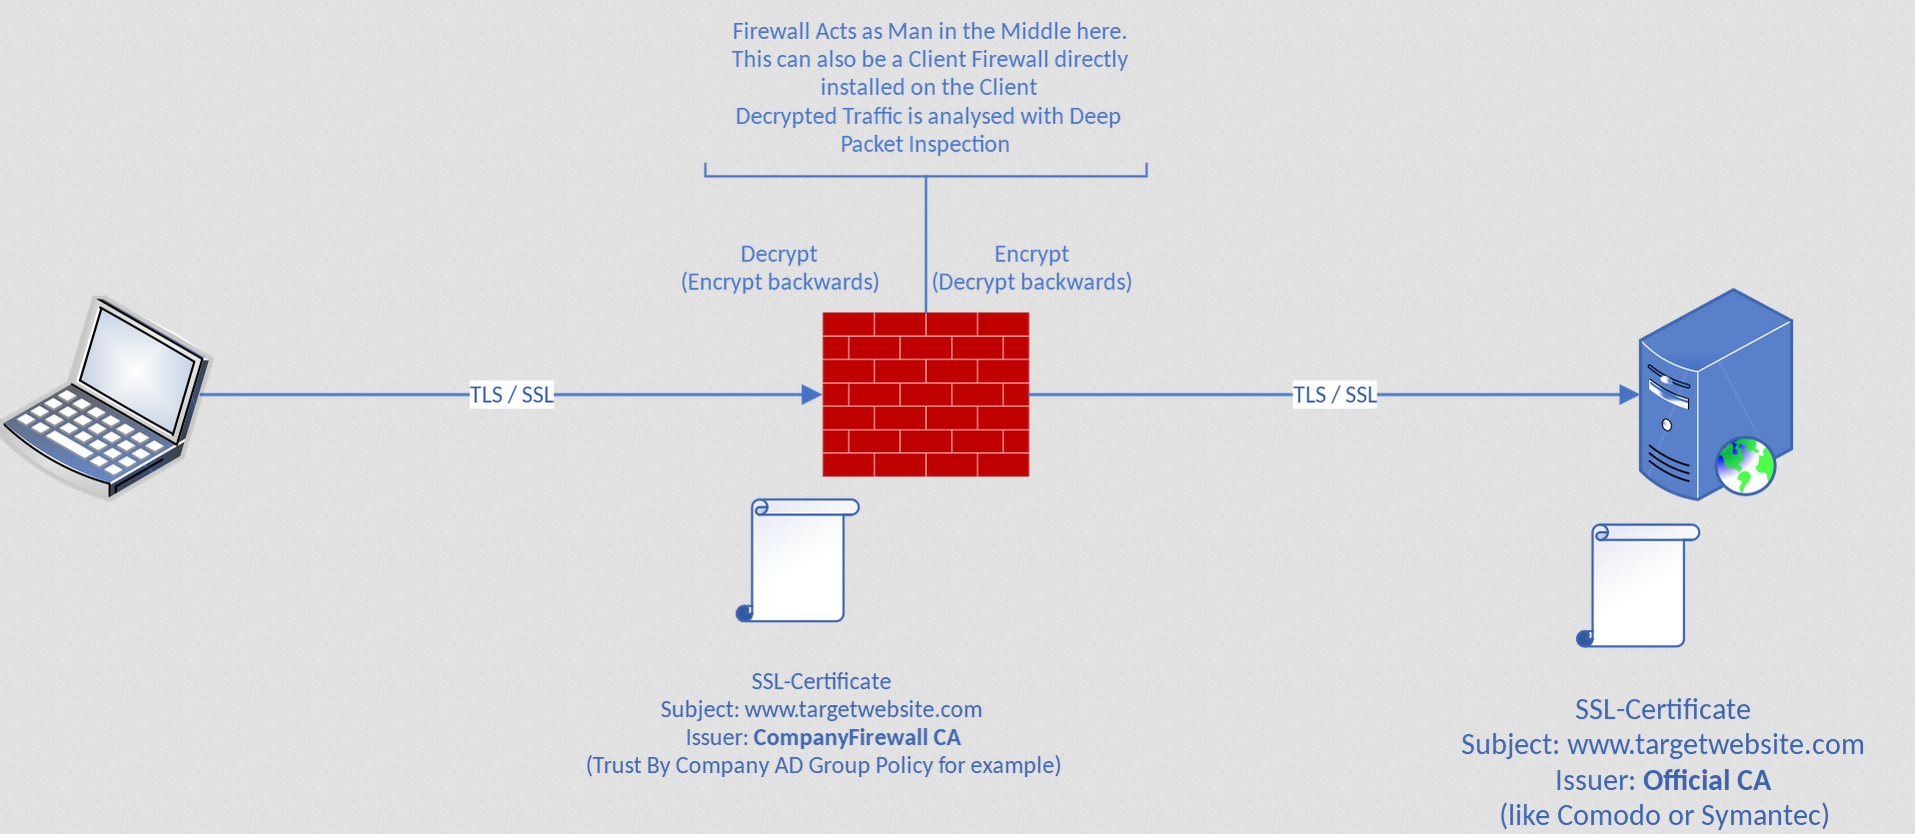 Firewall Acts as Man in the Middle here.
This can also be a Client Firewall directly
installed on the Client
Decrypted Traffic is analysed with Deep
Packet Inspection
Decrypt
(Encrypt backwards)
Encrypt
(Decrypt backwards)
TLS / SSL
TLS / SSL
SSL-Certificate
Subject: www.targetwebsite.com
Issuer: CompanyFirewall CA
(Trust By Company AD Group Policy for example)
SSL-Certificate
Subject: www.targetwebsite.com
Issuer: Official CA
(like Comodo or Symantec)